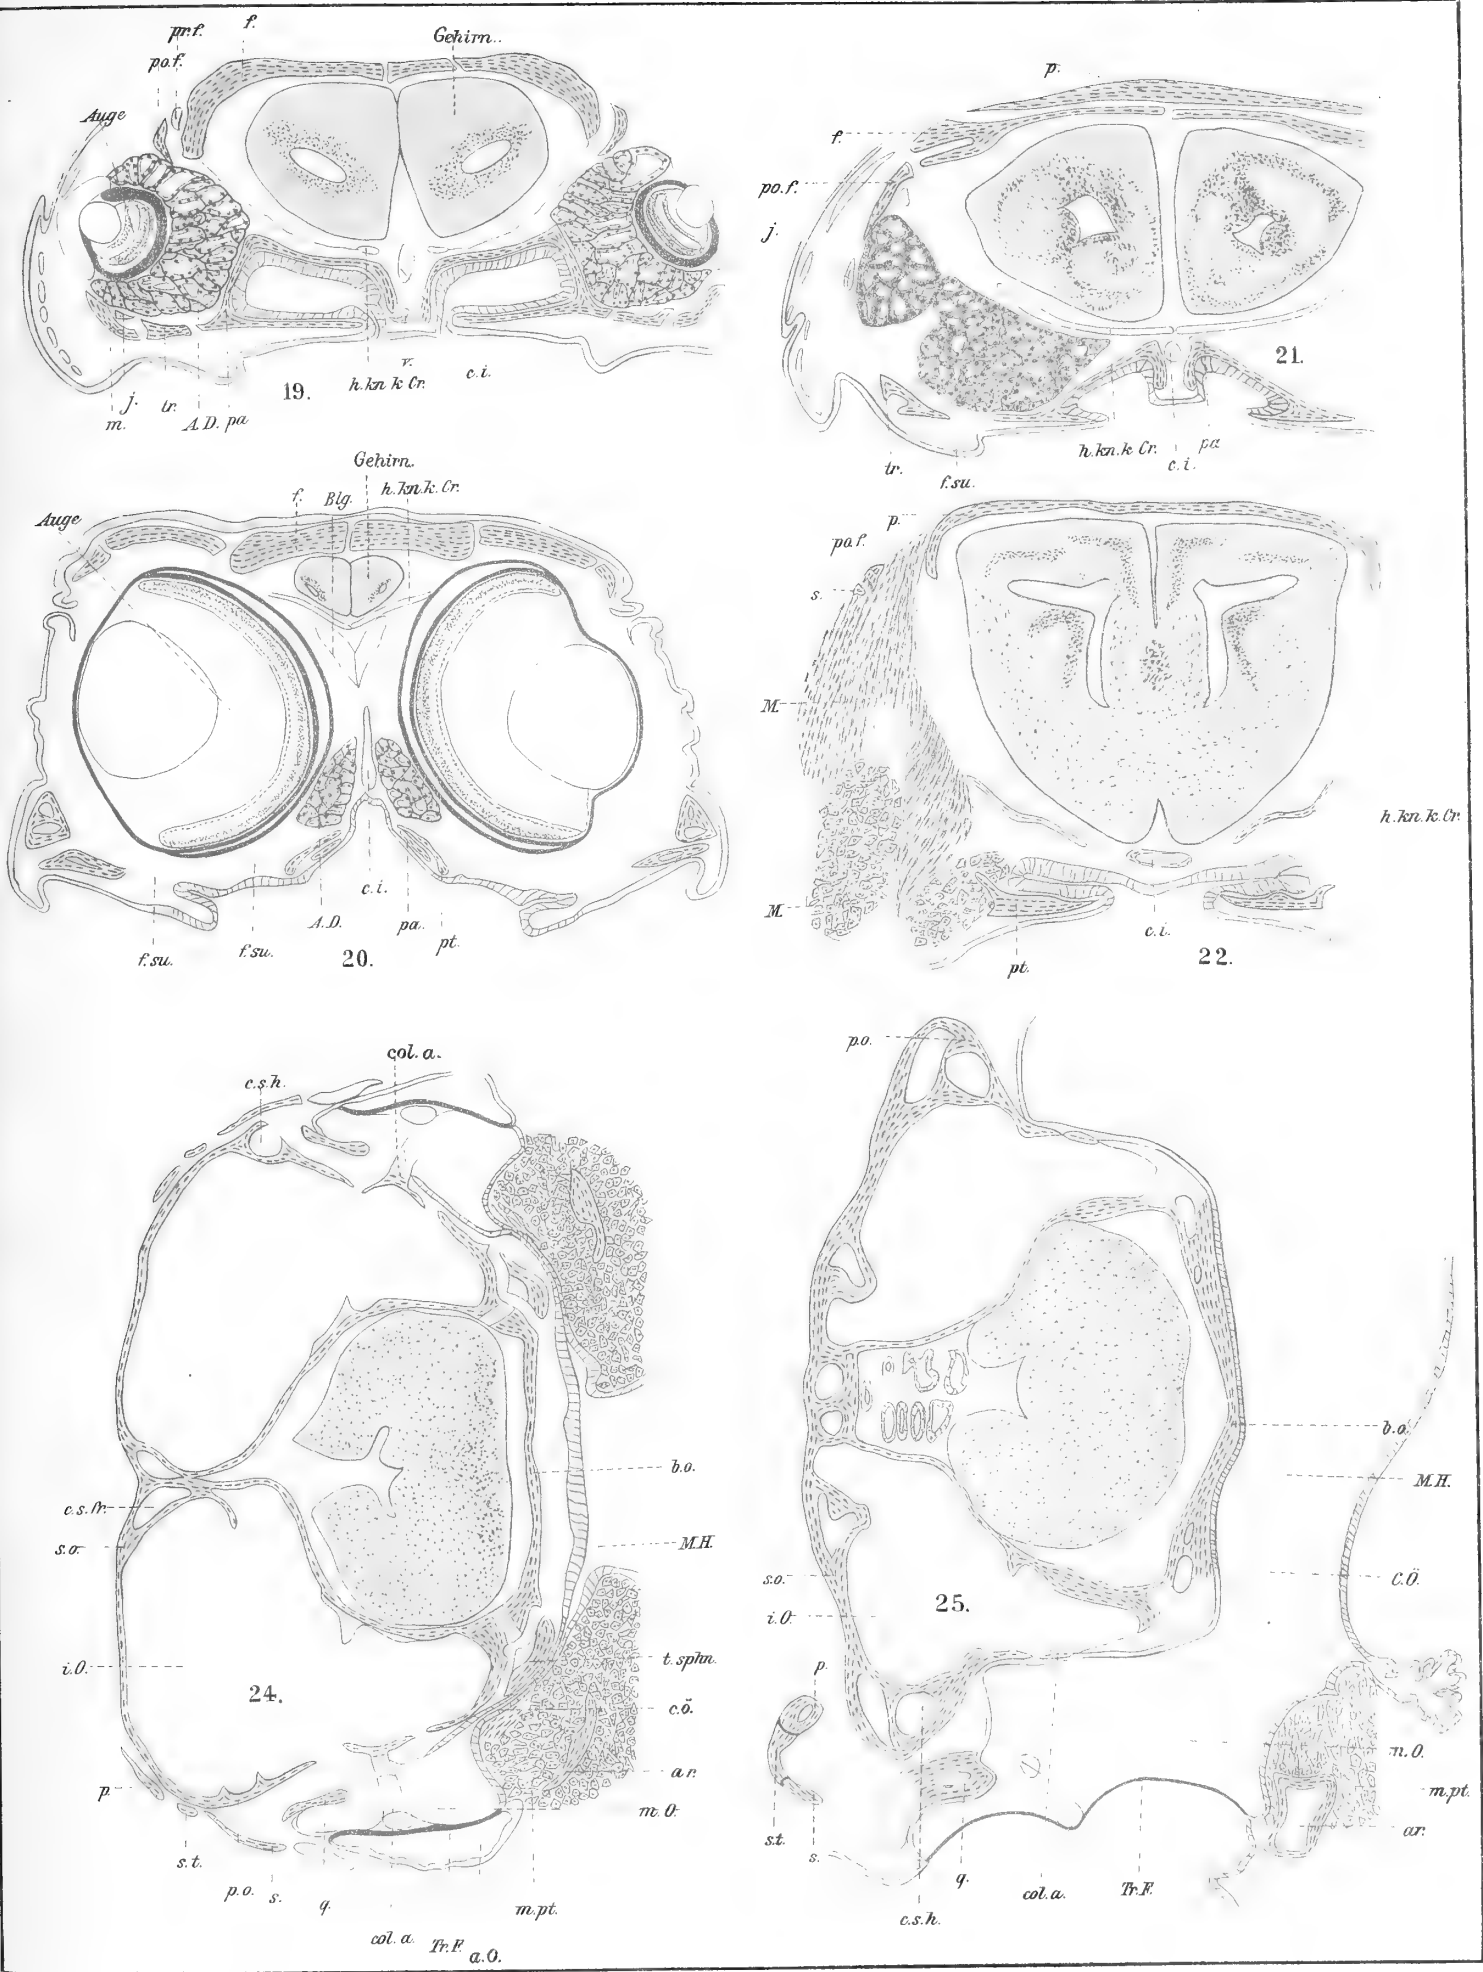 pr.f. f. Gehirn..
po.f.
Auge
j. tr. v. c.i.
m. A.D. pa h.kn k Cr.
19.
p.
f.
po.f.
j.
21.
h.kn.k Cr. pa
tr. f.su. c.i.
Gehirn.
f. Blg. h.kn.k.Cr.
Auge
c.i.
A.D. pa.
f.su. f.su. 20. pt.
p.
po.f.
s.
M.
h.kn.k.Cr.
M.
c.i.
pt. 22.
col.a.
c.s.h.
b.o.
c.s.fr.
s.o.
M.H.
i.O. t.sphn.
24.
c.ö.
p. ar.
m.O.
s.t.
p.o. s. q. m.pt.
col.a Tr.F. a.O.
p.o.
b.o.
M.H.
s.o. C.Ö.
i.O. 25.
p.
n.O.
m.pt.
ar.
s.t. s.
q. col.a. Tr.F.
c.s.h.